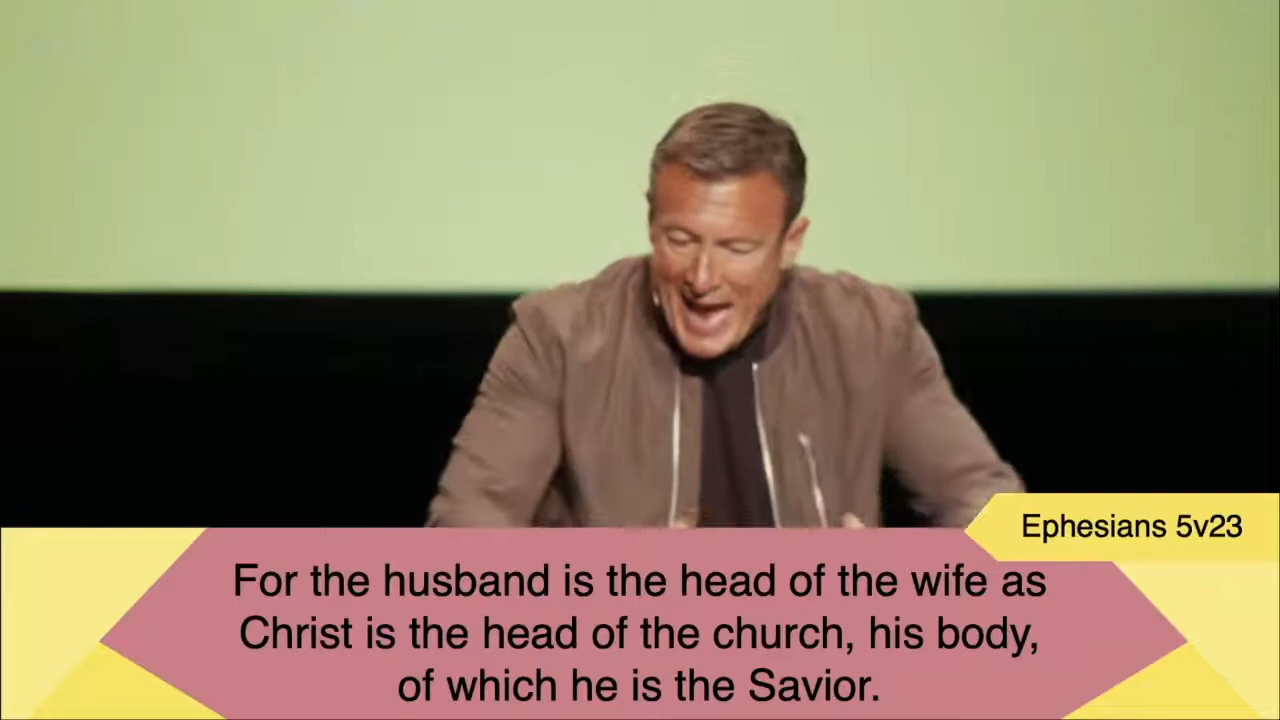 Ephesians 5v23
For the husband is the head of the wife as
Christ is the head of the church, his body,
of which he is the Savior.